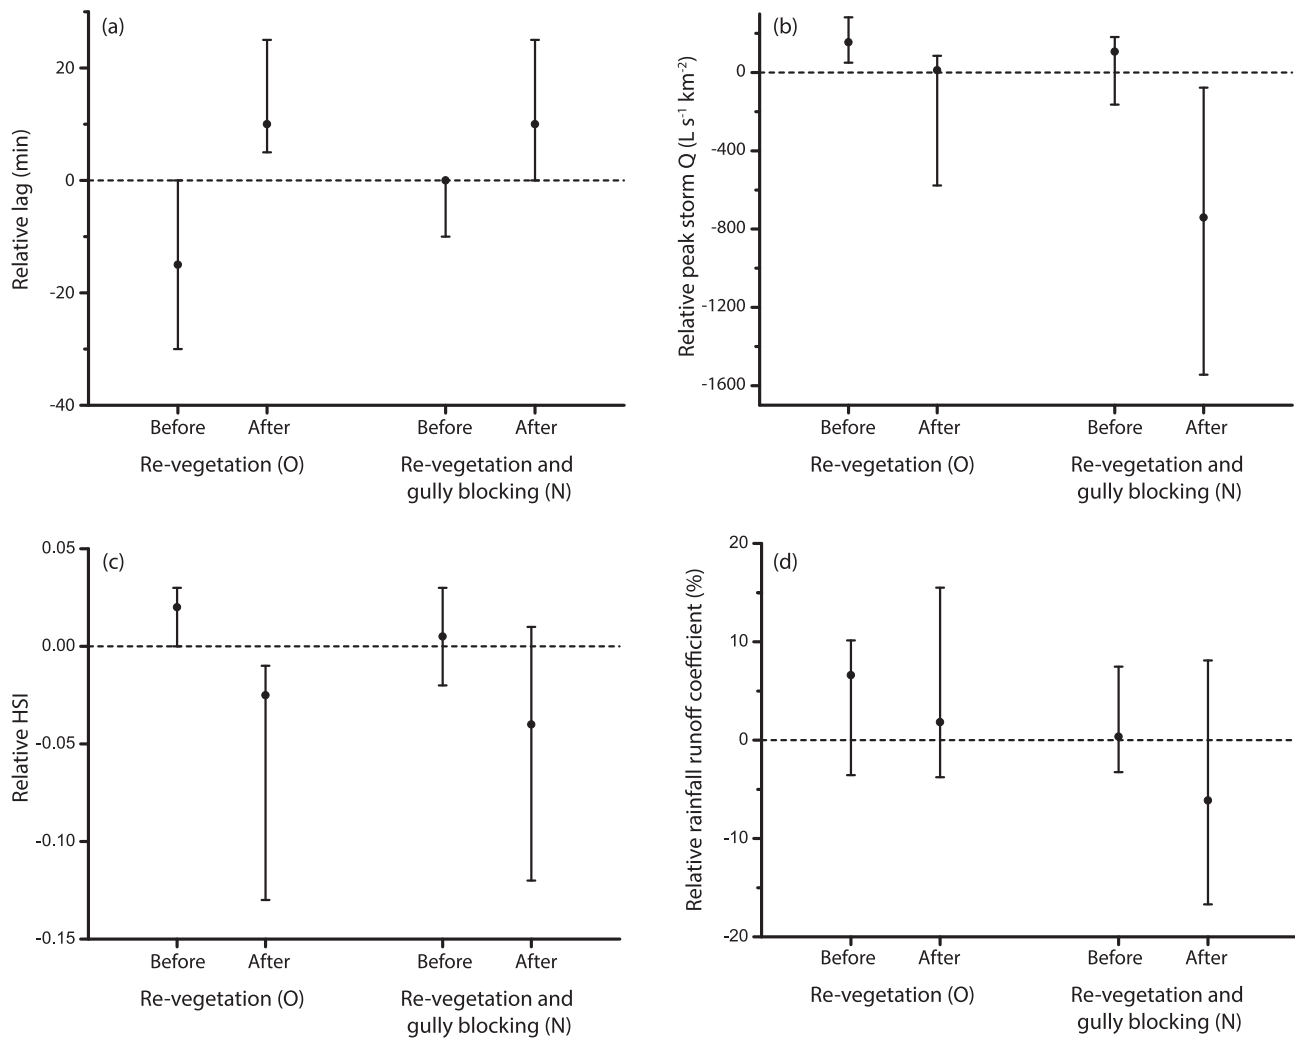 (a)
Relative lag (min)
20
0
-20
-40
Before After Before After
Re-vegetation (O) Re-vegetation and
gully blocking (N)
(b)
Relative peak storm Q (L s⁻¹ km⁻²)
0
-400
-800
-1200
-1600
Before After Before After
Re-vegetation (O) Re-vegetation and
gully blocking (N)
(c)
Relative HSI
0.05
0.00
-0.05
-0.10
-0.15
Before After Before After
Re-vegetation (O) Re-vegetation and
gully blocking (N)
(d)
Relative rainfall runoff coefficient (%)
20
10
0
-10
-20
Before After Before After
Re-vegetation (O) Re-vegetation and
gully blocking (N)